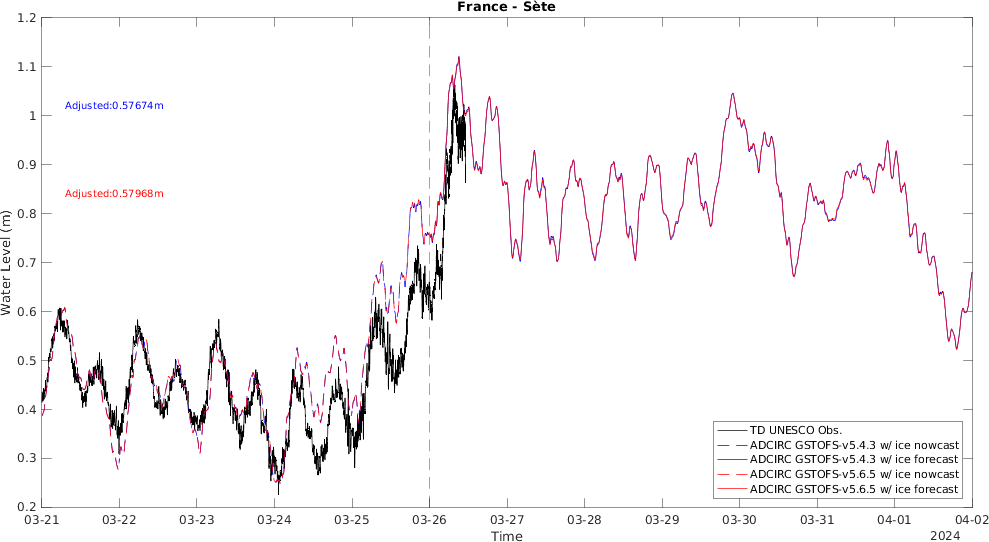 France - Sète
1.2
1.1
1
0.9
0.8
0.7
0.6
0.5
0.4
0.3
0.2
Water Level (m)
Adjusted:0.57674m
Adjusted:0.57968m
TD UNESCO Obs.
ADCIRC GSTOFS-v5.4.3 w/ ice nowcast
ADCIRC GSTOFS-v5.4.3 w/ ice forecast
ADCIRC GSTOFS-v5.6.5 w/ ice nowcast
ADCIRC GSTOFS-v5.6.5 w/ ice forecast
03-21 03-22 03-23 03-24 03-25 03-26 03-27 03-28 03-29 03-30 03-31 04-01 04-02
Time
2024